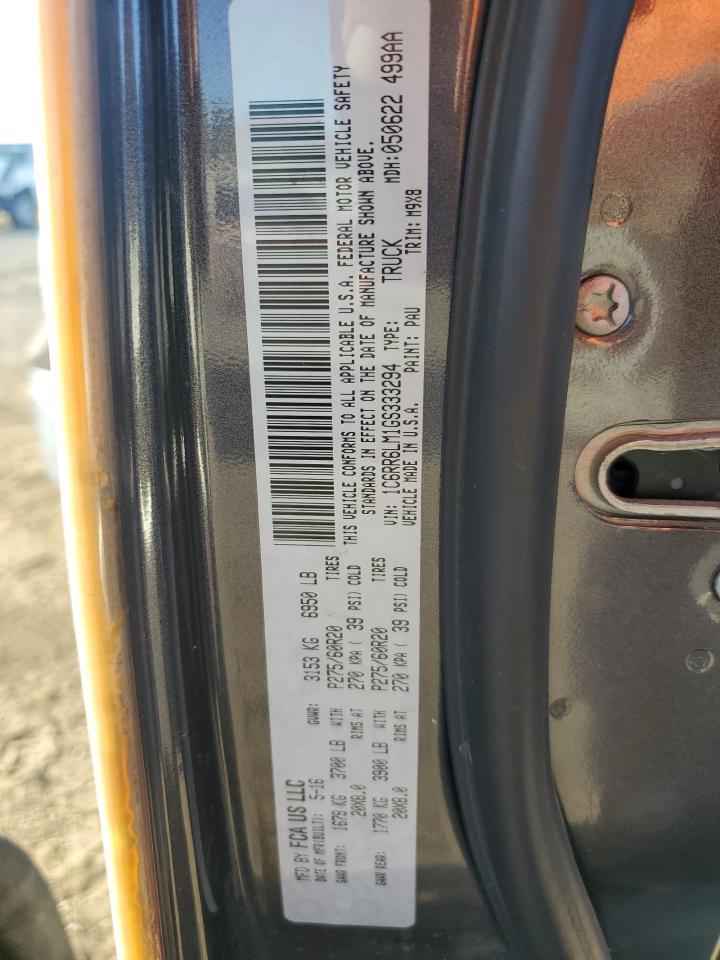 MFD BY FCA US LLC
DATE OF MFR(BUILT): 5-16 GVWR: 3153 KG 6950 LB
GAWR FRONT: 1679 KG 3700 LB WITH P275/60R20 TIRES
20X8.0 RIMS AT 270 KPA ( 39 PSI) COLD
GAWR REAR: 1770 KG 3900 LB WITH P275/60R20 TIRES
20X8.0 RIMS AT 270 KPA ( 39 PSI) COLD
THIS VEHICLE CONFORMS TO ALL APPLICABLE U.S.A. FEDERAL MOTOR VEHICLE SAFETY
STANDARDS IN EFFECT ON THE DATE OF MANUFACTURE SHOWN ABOVE.
VIN: 1C6RR6LM1GS333294 TYPE: TRUCK MDH:050622 499AA
VEHICLE MADE IN U.S.A. PAINT: PAU TRIM: M9X8